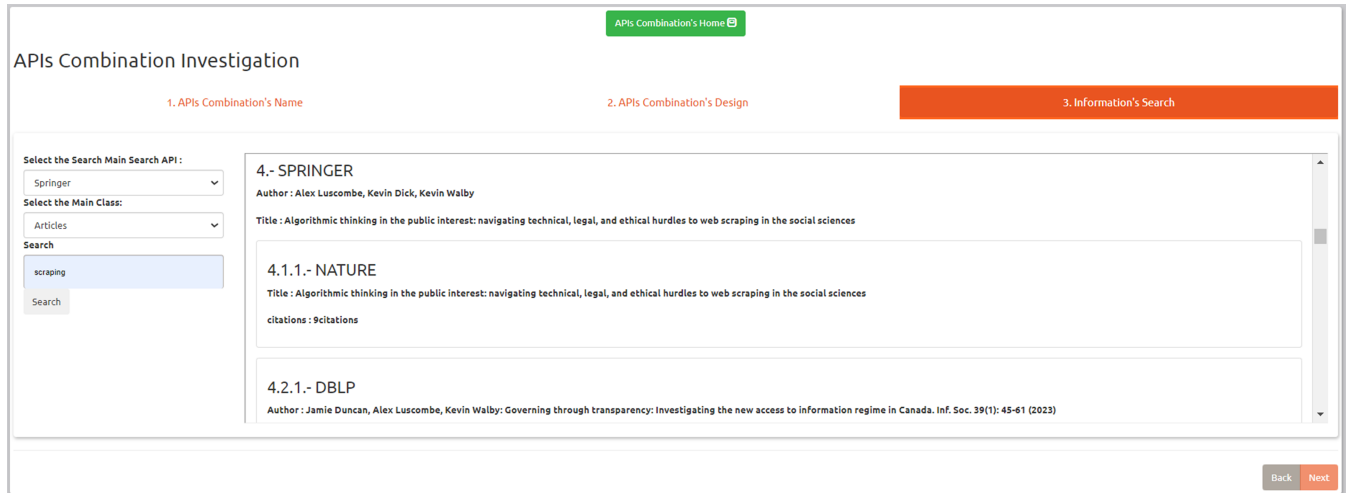 APIs Combination's Home
APIs Combination Investigation
1. APIs Combination's Name
2. APIs Combination's Design
3. Information's Search
Select the Search Main Search API :
Springer
Select the Main Class:
Articles
Search
scraping
Search
4.- SPRINGER
Author : Alex Luscombe, Kevin Dick, Kevin Walby
Title : Algorithmic thinking in the public interest: navigating technical, legal, and ethical hurdles to web scraping in the social sciences
4.1.1.- NATURE
Title : Algorithmic thinking in the public interest: navigating technical, legal, and ethical hurdles to web scraping in the social sciences
citations : 9citations
4.2.1.- DBLP
Author : Jamie Duncan, Alex Luscombe, Kevin Walby: Governing through transparency: Investigating the new access to information regime in Canada. Inf. Soc. 39(1): 45-61 (2023)
Back
Next